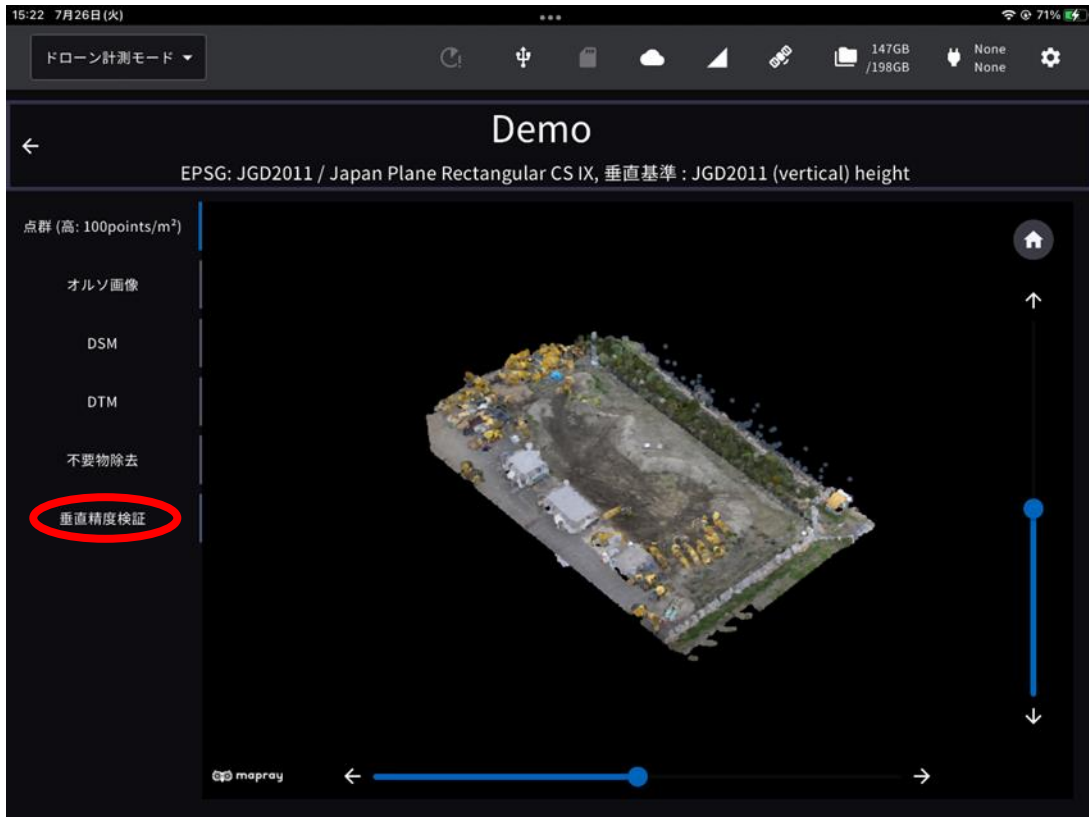 15:22 7月26日(火)
71%
ドローン計測モード
147GB
/198GB
None
None
Demo
EPSG: JGD2011 / Japan Plane Rectangular CS IX, 垂直基準 : JGD2011 (vertical) height
点群 (高: 100points/m²)
オルソ画像
DSM
DTM
不要物除去
垂直精度検証
mapray